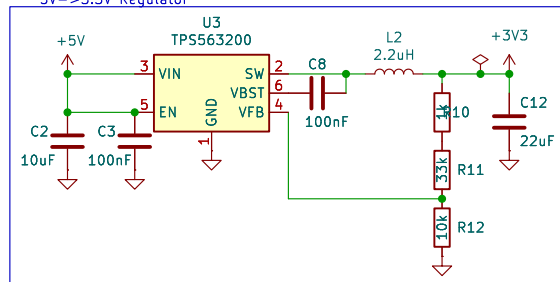 5V->3.3V Regulator
U3
TPS563200
+5V
+3V3
L2
2.2uH
3 VIN SW 2
VBST 6
5 EN VFB 4
GND
1
C8
100nF
C2
10uF
C3
100nF
R10
1k
C12
22uF
R11
33k
R12
10k